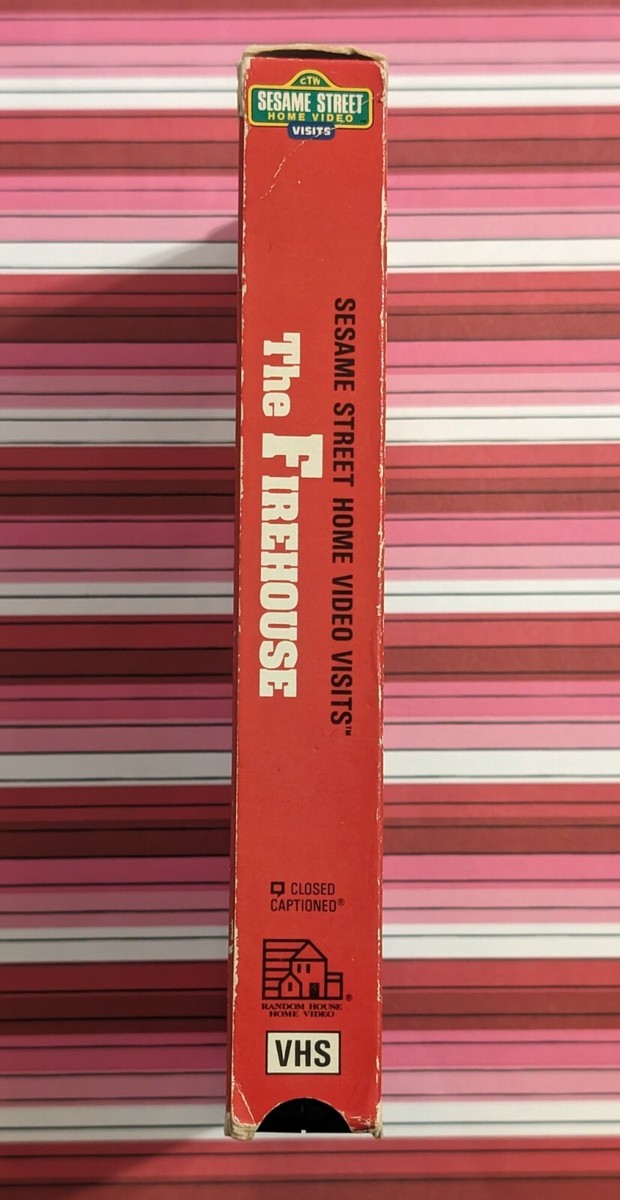 CTW
SESAME STREET
HOME VIDEO
VISITS
SESAME STREET HOME VIDEO VISITS™
The FIREHOUSE
CLOSED
CAPTIONED®
RANDOM HOUSE®
HOME VIDEO
VHS